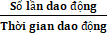 Số lần dao động
Thời gian dao động